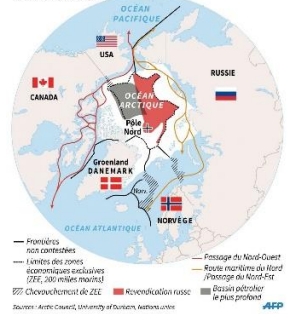 OCÉAN
PACIFIQUE
USA
RUSSIE
CANADA
OCÉAN
ARCTIQUE
Pôle
Nord
Groenland
DANEMARK
Norv.
NORVÈGE
OCÉAN ATLANTIQUE
Frontières
non contestées
Limites des zones
économiques exclusives
(ZEE, 200 milles marins)
Passage du Nord-Ouest
Route maritime du Nord
/Passage du Nord-Est
Chevauchement de ZEE
Revendication russe
Bassin pétrolier
le plus profond
Sources : Arctic Council, University of Durham, Nations unies
AFP